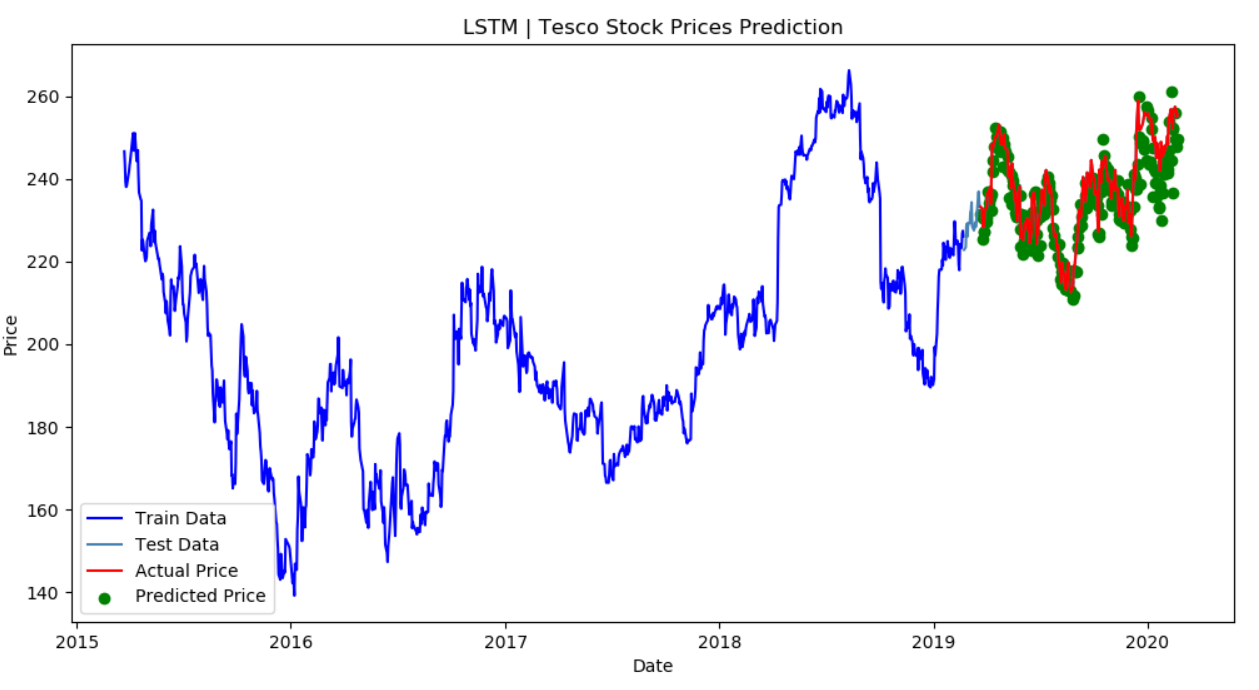 LSTM | Tesco Stock Prices Prediction
Price
260
240
220
200
180
160
140
Train Data
Test Data
Actual Price
Predicted Price
2015 2016 2017 2018 2019 2020
Date